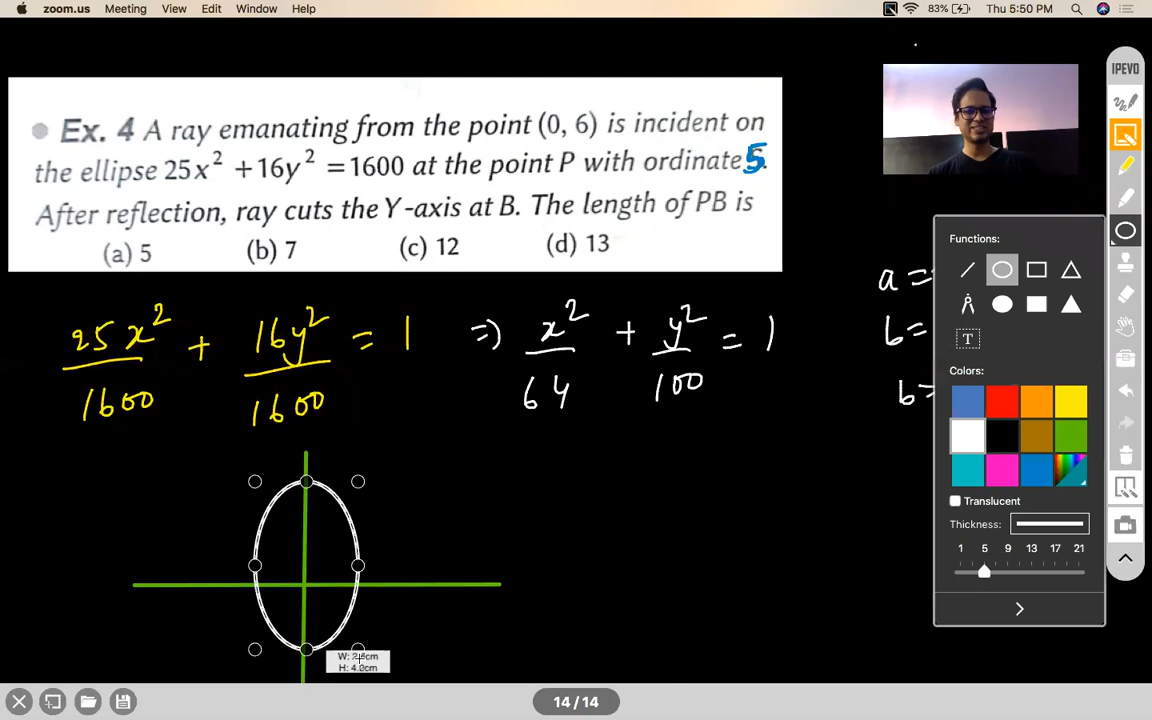 zoom.us Meeting View Edit Window Help 83% Thu 5:50 PM
IPEVO
Ex. 4 A ray emanating from the point (0, 6) is incident on
the ellipse 25x² + 16y² = 1600 at the point P with ordinate 5.
After reflection, ray cuts the Y-axis at B. The length of PB is
(a) 5 (b) 7 (c) 12 (d) 13
25x²/1600 + 16y²/1600 = 1 => x²/64 + y²/100 = 1
a =
b =
b =
Functions:
T
Colors:
Translucent
Thickness:
1 5 9 13 17 21
cm
cm
14 / 14